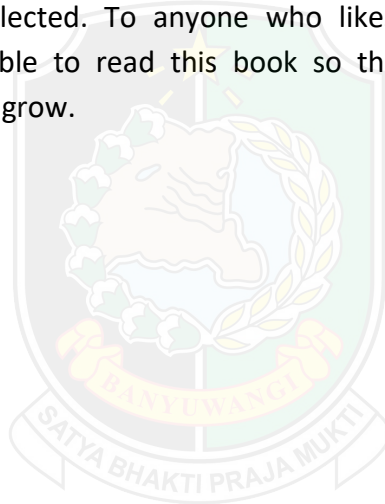 lected. To anyone who like
ble to read this book so th
grow.
BANYUWANGI
SATYA BHAKTI PRAJA MUKTI